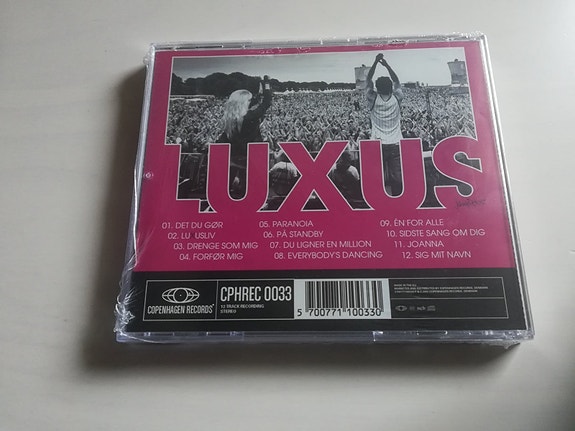 LUXUS
01. DET DU GØR
02. LU USLIV
03. DRENGE SOM MIG
04. FORFØR MIG
05. PARANOIA
06. PÅ STANDBY
07. DU LIGNER EN MILLION
08. EVERYBODY'S DANCING
09. ÉN FOR ALLE
10. SIDSTE SANG OM DIG
11. JOANNA
12. SIG MIT NAVN
COPENHAGEN RECORDS
CPHREC 0033
12 TRACK RECORDING
STEREO
5 700771 100330